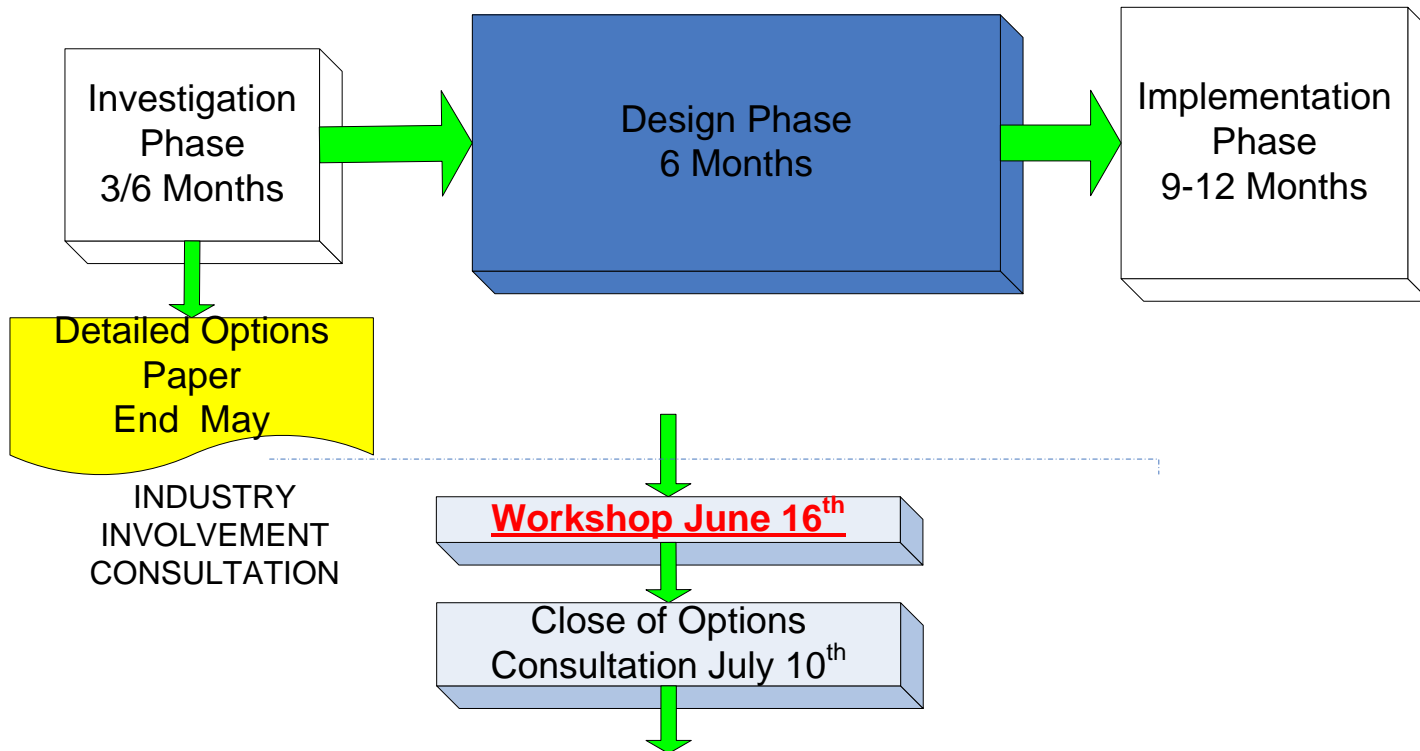 Investigation
Phase
3/6 Months
Design Phase
6 Months
Implementation
Phase
9-12 Months
Detailed Options
Paper
End May
INDUSTRY
INVOLVEMENT
CONSULTATION
Workshop June 16th
Close of Options
Consultation July 10th